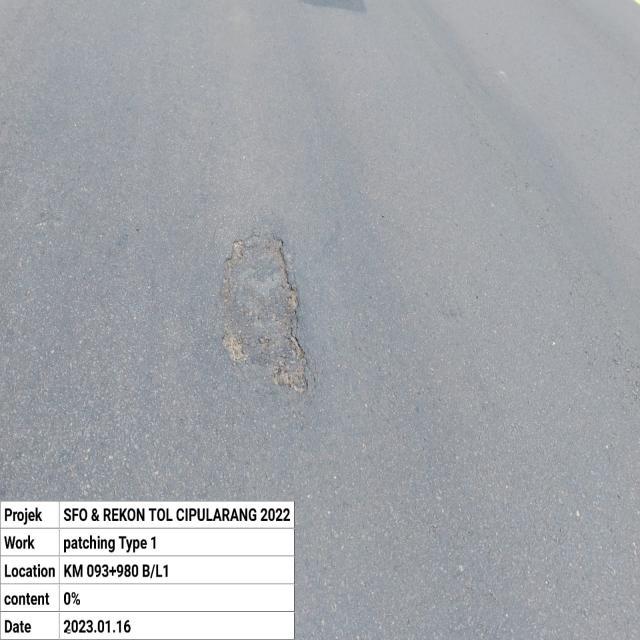 Projek SFO & REKON TOL CIPULARANG 2022
Work patching Type 1
Location KM 093+980 B/L1
content 0%
Date 2023.01.16